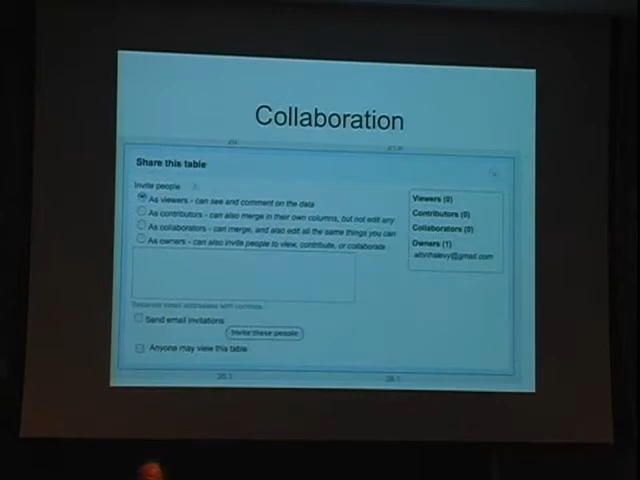 Collaboration
Share this table
Invite people
As viewers - can see and comment on the data
As contributors - can also merge in their own columns, but not edit any
As collaborators - can merge, and also edit all the same things you can
As owners - can also invite people to view, contribute, or collaborate
Separate email addresses with commas.
Send email invitations
Invite these people
Anyone may view this table
Viewers (0)
Contributors (0)
Collaborators (0)
Owners (1)
alonhalevy@gmail.com